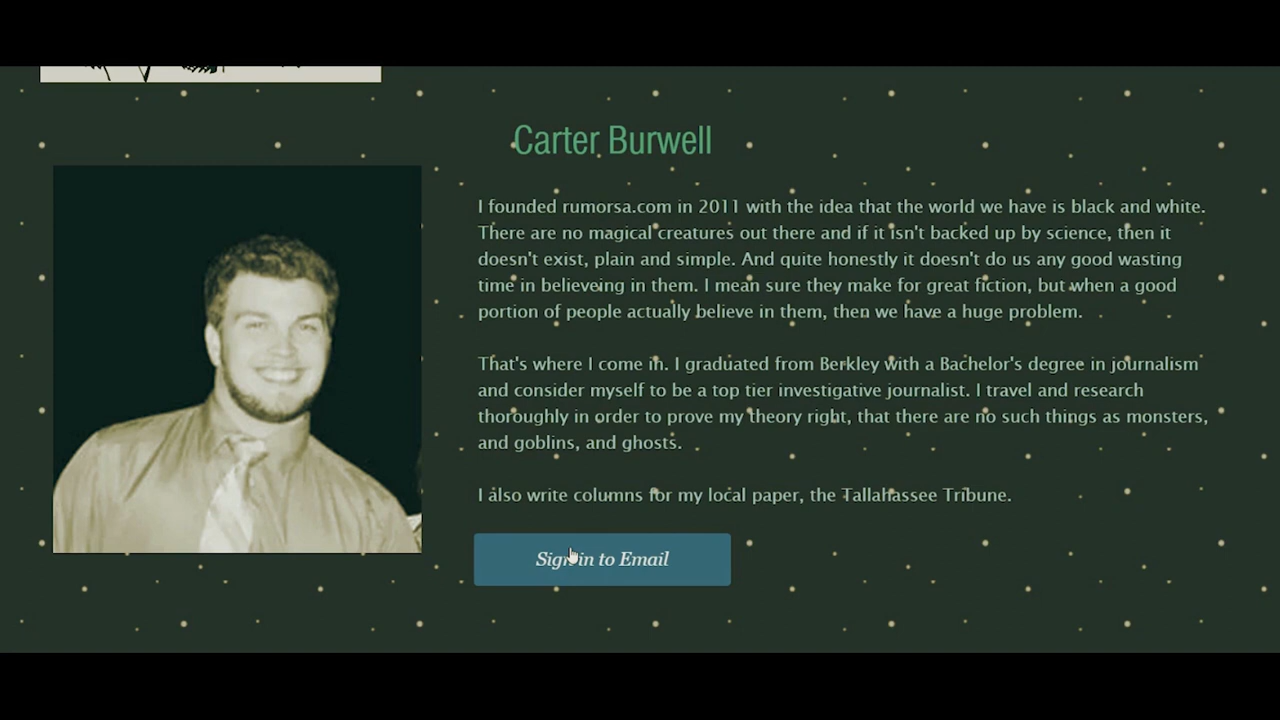 Carter Burwell
I founded rumorsa.com in 2011 with the idea that the world we have is black and white.
There are no magical creatures out there and if it isn't backed up by science, then it
doesn't exist, plain and simple. And quite honestly it doesn't do us any good wasting
time in believeing in them. I mean sure they make for great fiction, but when a good
portion of people actually believe in them, then we have a huge problem.
That's where I come in. I graduated from Berkley with a Bachelor's degree in journalism
and consider myself to be a top tier investigative journalist. I travel and research
thoroughly in order to prove my theory right, that there are no such things as monsters,
and goblins, and ghosts.
I also write columns for my local paper, the Tallahassee Tribune.
Sign in to Email